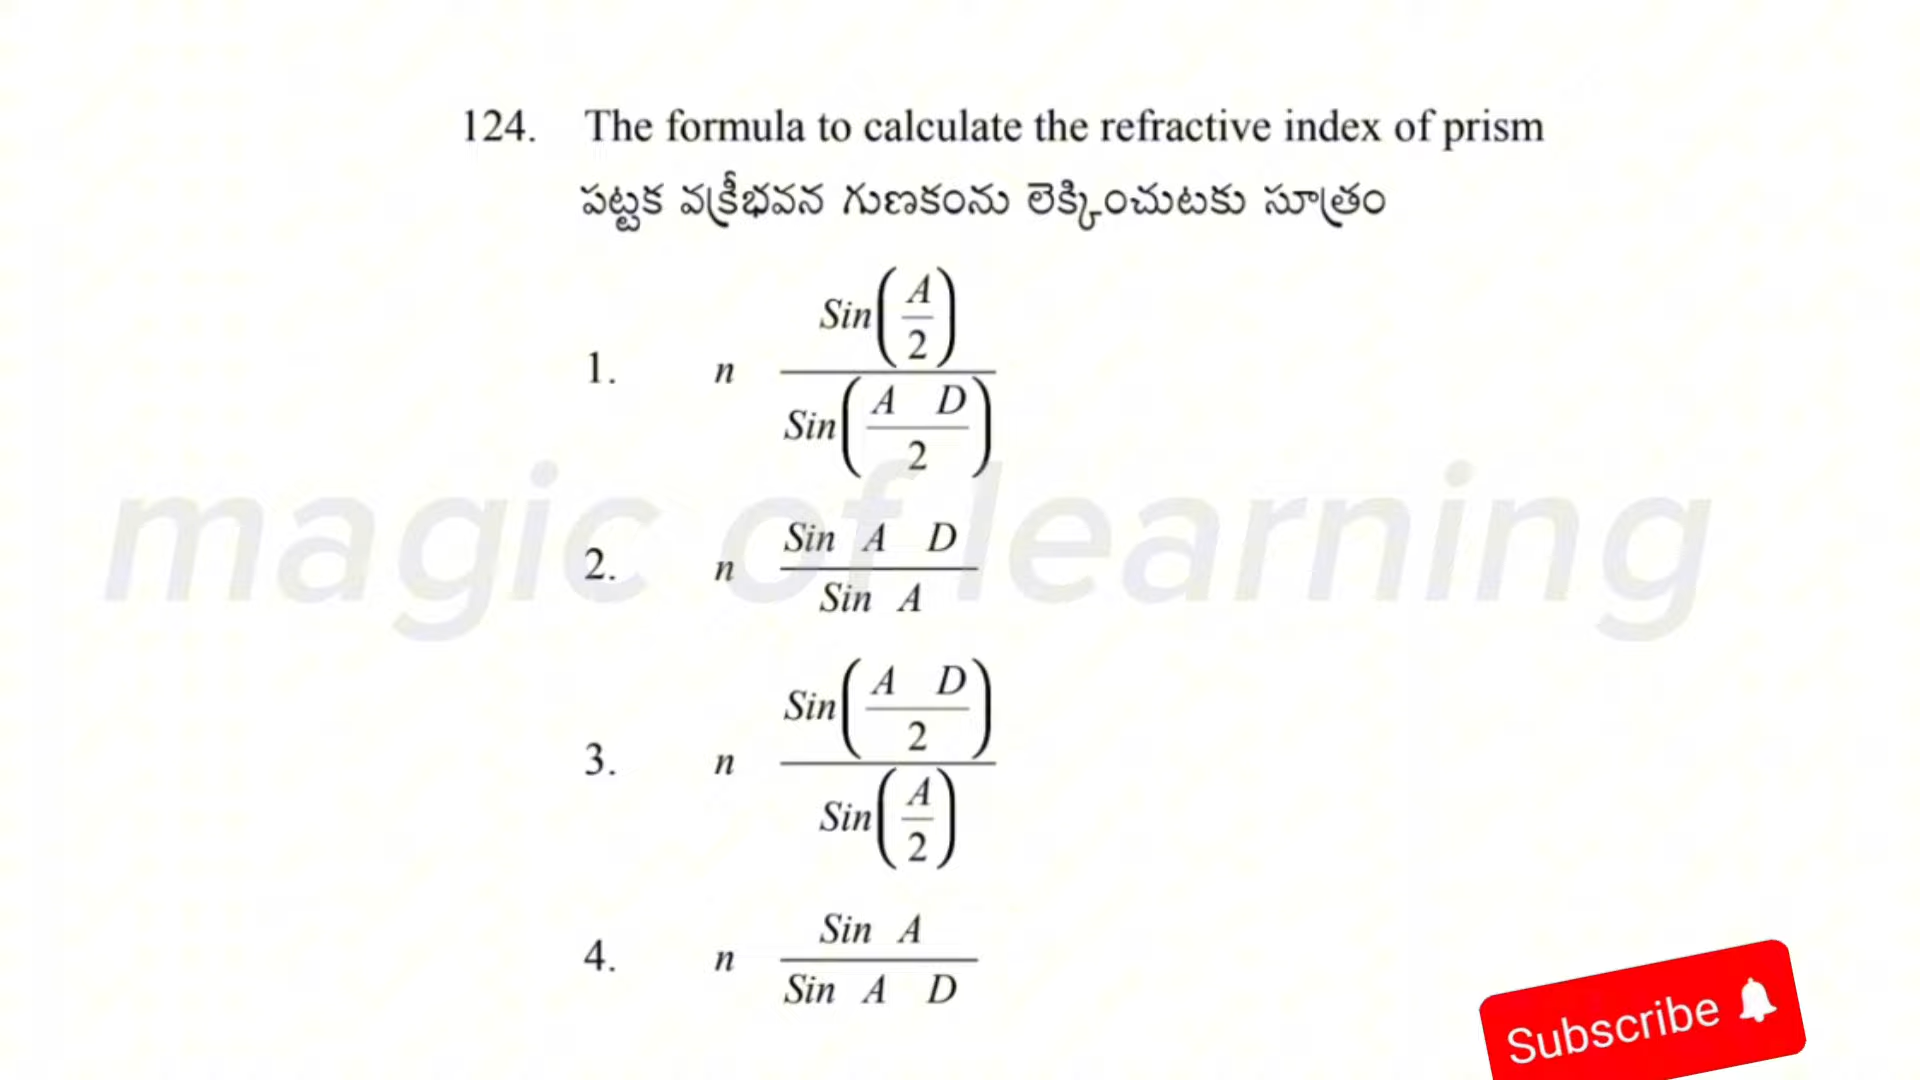 124. The formula to calculate the refractive index of prism
పట్టక వక్రీభవన గుణకంను లెక్కించుటకు సూత్రం
1. n Sin(A/2) / Sin(A D/2)
2. n Sin A D / Sin A
3. n Sin(A D/2) / Sin(A/2)
4. n Sin A / Sin A D
magic of learning
Subscribe